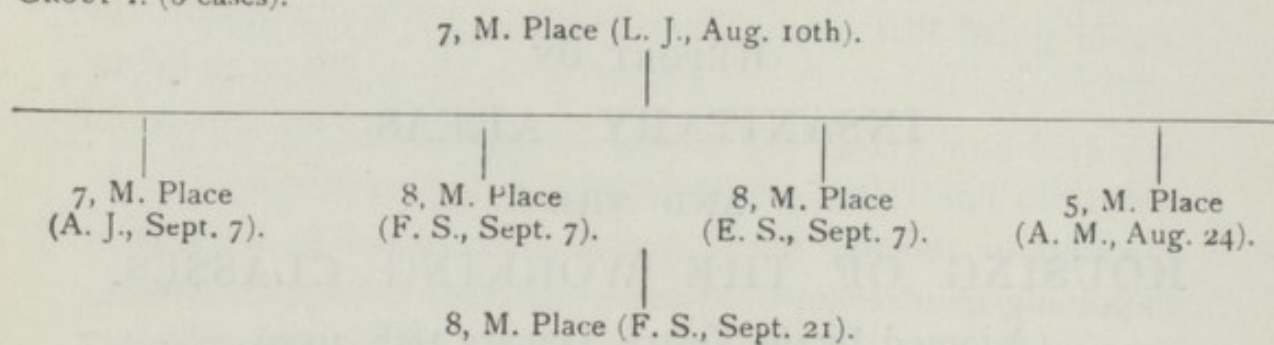 7, M. Place (L. J., Aug. 10th).
7, M. Place 8, M. Place 8, M. Place 5, M. Place
(A. J., Sept. 7). (F. S., Sept. 7). (E. S., Sept. 7). (A. M., Aug. 24).
8, M. Place (F. S., Sept. 21).